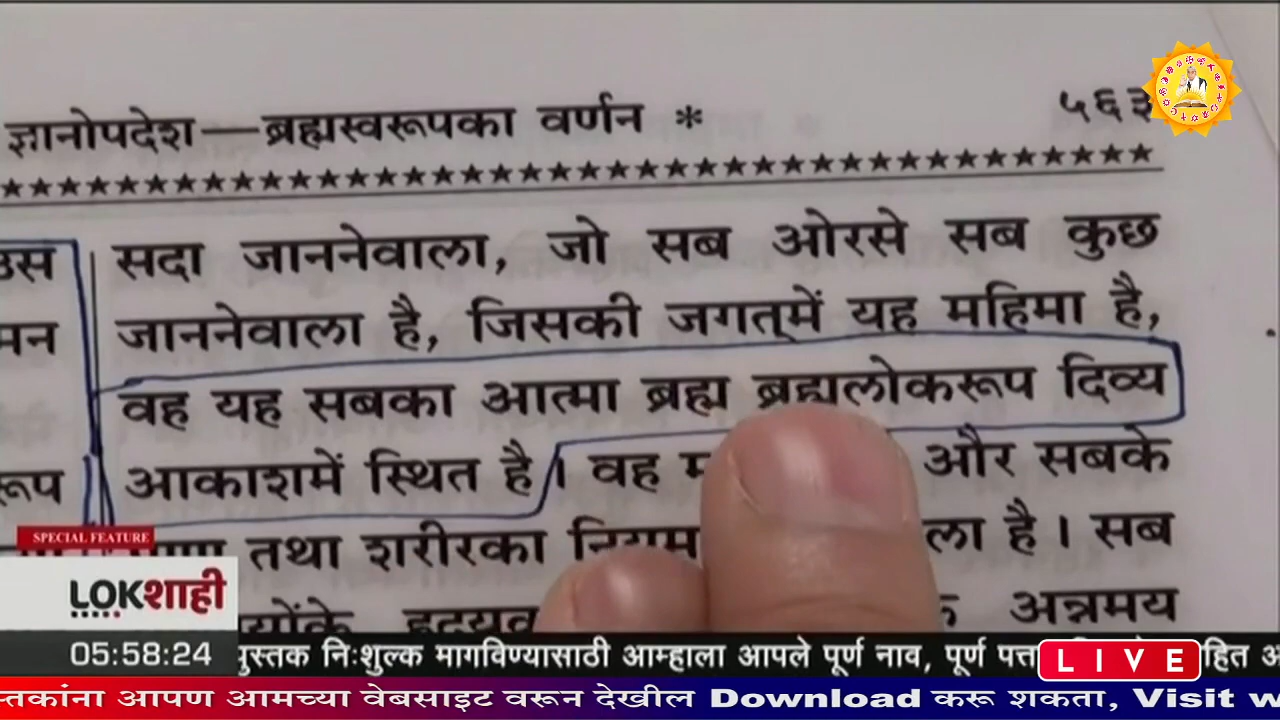 ज्ञानोपदेश—ब्रह्मस्वरूपका वर्णन * ५६३
उस
मन
रूप
सदा जाननेवाला, जो सब ओरसे सब कुछ
जाननेवाला है, जिसकी जगत्‌में यह महिमा है,
वह यह सबका आत्मा ब्रह्म ब्रह्मलोकरूप दिव्य
आकाशमें स्थित है। वह और सबके
तथा शरीरका है। सब
अन्नमय
SPECIAL FEATURE
LOKशाही
05:58:24
पुस्तक निःशुल्क मागविण्यासाठी आम्हाला आपले पूर्ण नाव, पूर्ण
LIVE
आपण आमच्या वेबसाइट वरून देखील Download करू शकता, Visit